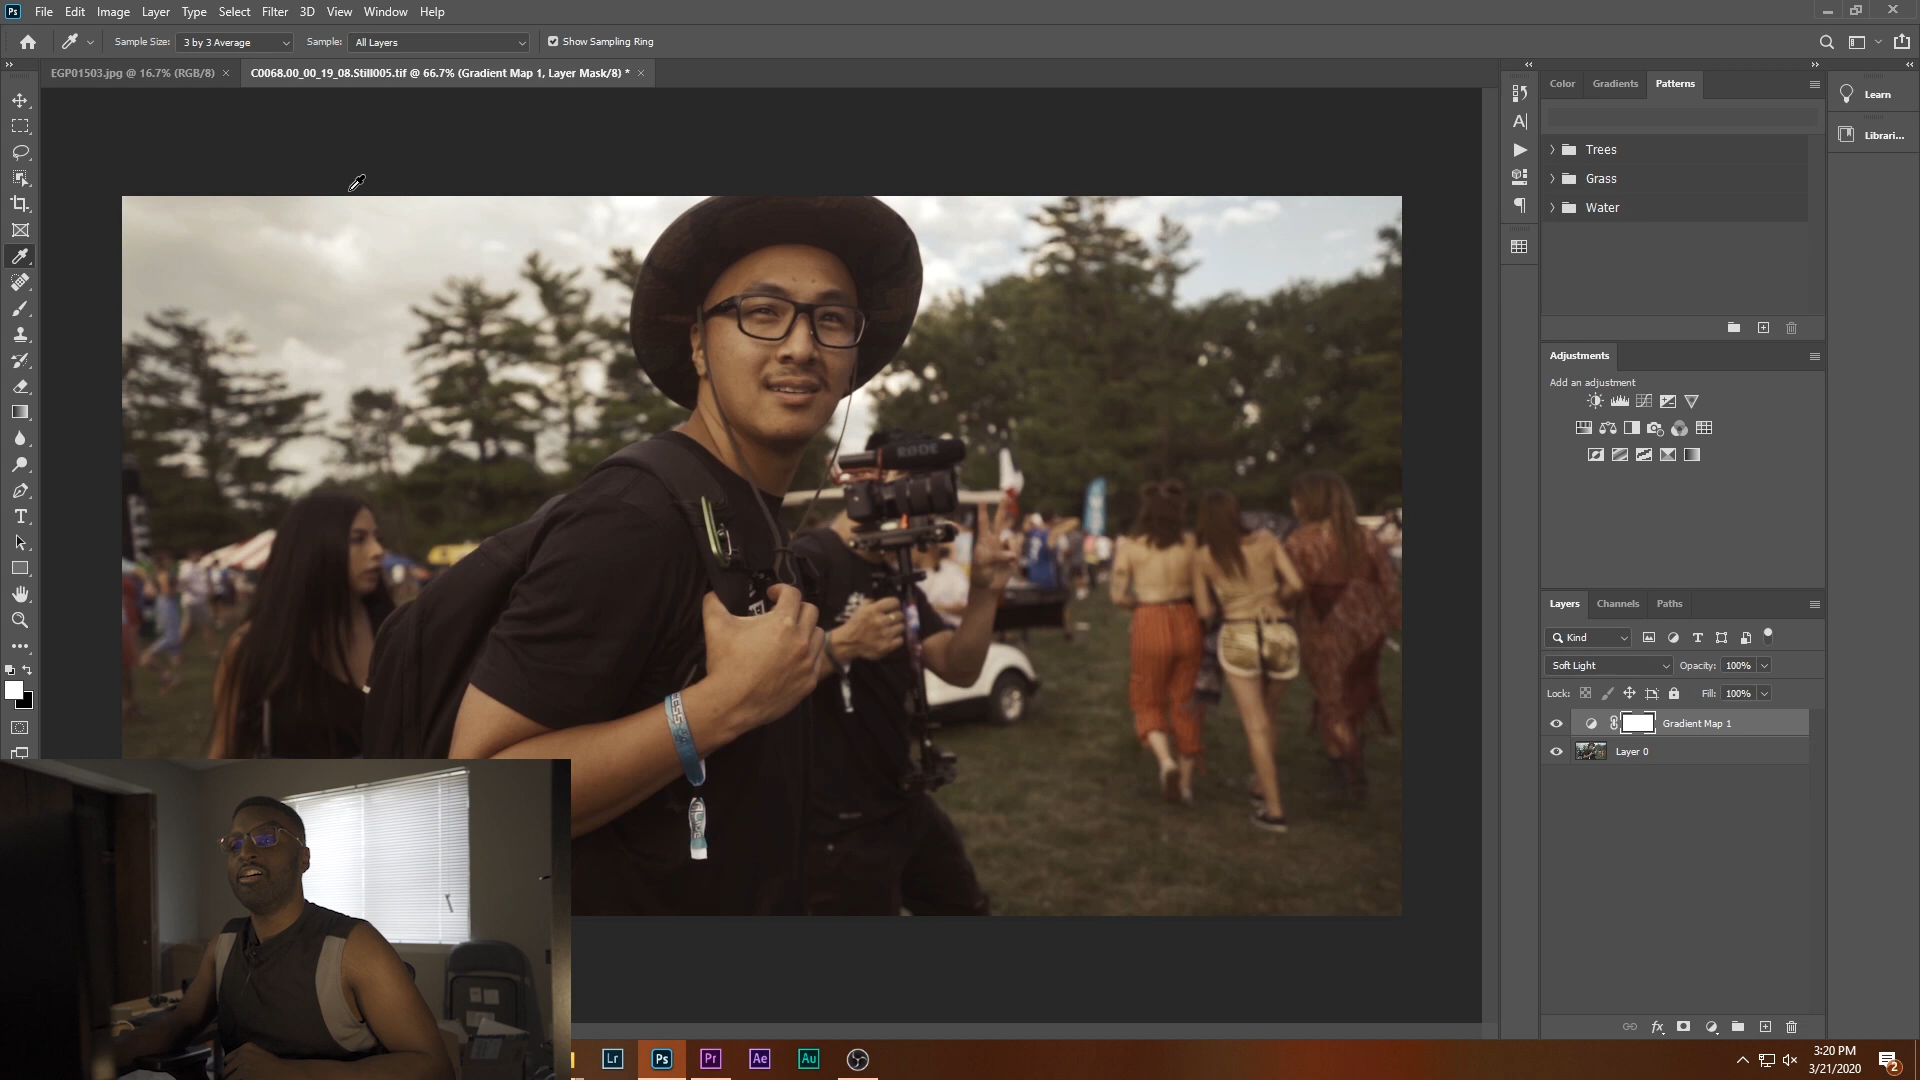 Ps File Edit Image Layer Type Select Filter 3D View Window Help
Sample Size: 3 by 3 Average Sample: All Layers Show Sampling Ring
EGP01503.jpg @ 16.7% (RGB/8) × C0068.00_00_19_08.Still005.tif @ 66.7% (Gradient Map 1, Layer Mask/8) * ×
Color Gradients Patterns
Learn
Librari...
Trees
Grass
Water
Adjustments
Add an adjustment
RØDE
Layers Channels Paths
Kind
Soft Light Opacity: 100%
Lock: Fill: 100%
Gradient Map 1
Layer 0
Lr Ps Pr Ae Au
3:20 PM
3/21/2020
2